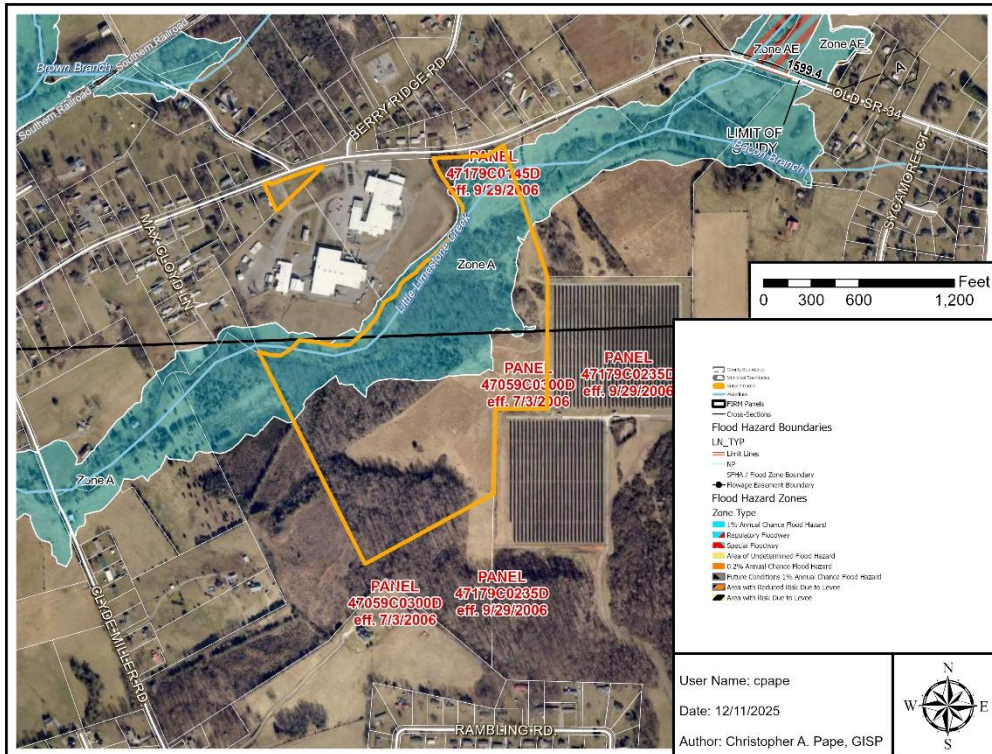 Brown Branch
Southern Railroad
Southern Railroad
BERRY RIDGE RD
Zone AE
Zone AE
1599.4
A
OLD SR-34
LIMIT OF
STUDY
Bacon Branch
SYCAMORE CT
PANEL
47179C0145D
eff. 9/29/2006
MAX CLOYD LN
Little Limestone Creek
Zone A
0 300 600 1,200 Feet
PANEL
47059C0300D
eff. 7/3/2006
PANEL
47179C0235D
eff. 9/29/2006
Zone A
CLYDE MILLER RD
PANEL
47059C0300D
eff. 7/3/2006
PANEL
47179C0235D
eff. 9/29/2006
RAMBLING RD
County Boundaries
Municipal Boundaries
FIRM Panels
Cross-Sections
Flood Hazard Boundaries
LN_TYP
Limit Lines
NP
SFHA / Flood Zone Boundary
Flowage Easement Boundary
Flood Hazard Zones
Zone Type
1% Annual Chance Flood Hazard
Regulatory Floodway
Special Floodway
Area of Undetermined Flood Hazard
0.2% Annual Chance Flood Hazard
Future Conditions 1% Annual Chance Flood Hazard
Area with Reduced Risk Due to Levee
Area with Risk Due to Levee
User Name: cpape
Date: 12/11/2025
Author: Christopher A. Pape, GISP
N
W E
S